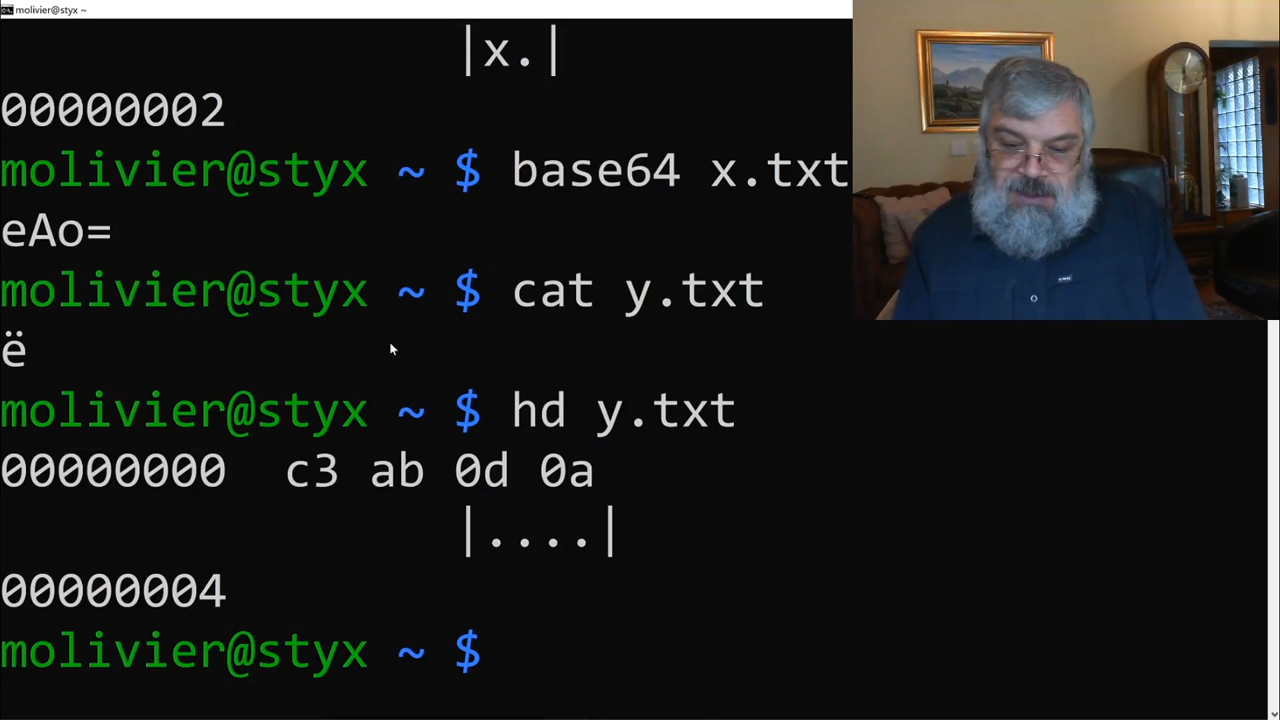 molivier@styx ~
|x.|
00000002
molivier@styx ~ $ base64 x.txt
eAo=
molivier@styx ~ $ cat y.txt
ë
molivier@styx ~ $ hd y.txt
00000000  c3 ab 0d 0a
|....|
00000004
molivier@styx ~ $